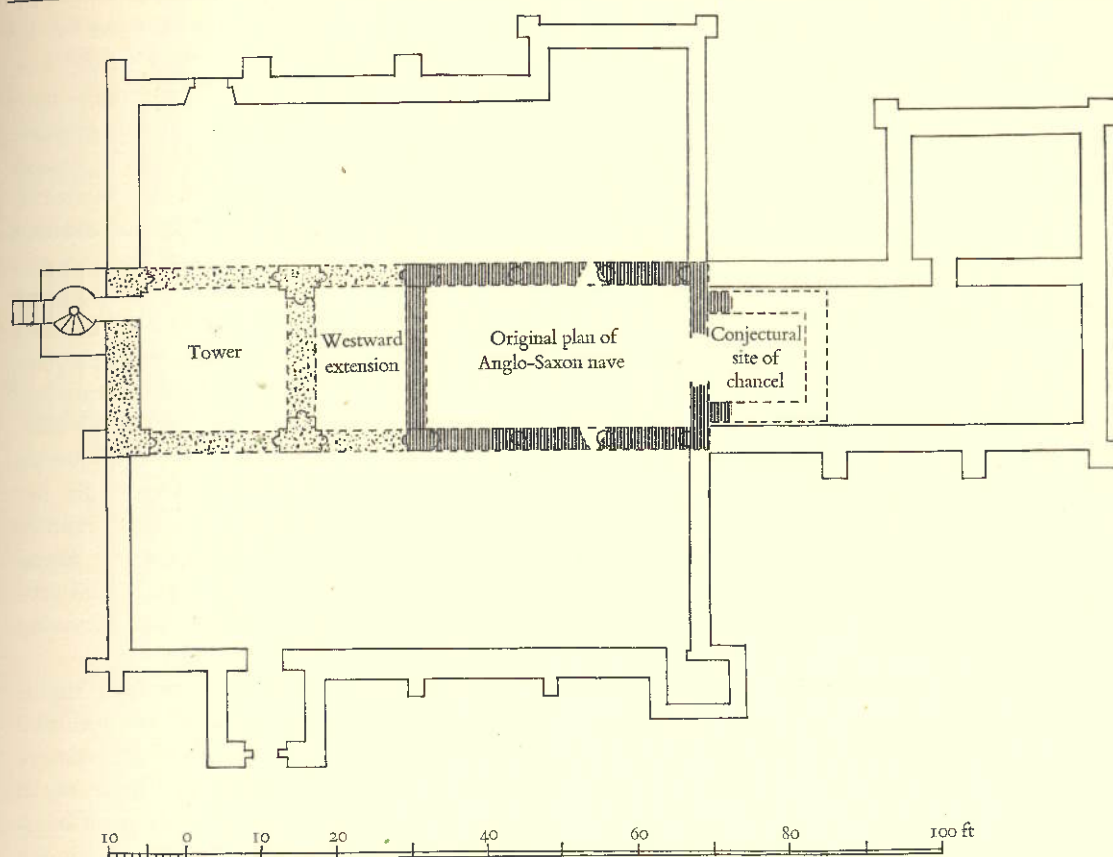 Tower
Westward
extension
Original plan of
Anglo-Saxon nave
Conjectural
site of
chancel
10 0 10 20 40 60 80 100 ft